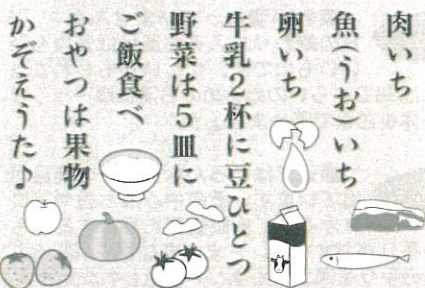 肉いち
魚(うお)いち
卵いち
牛乳2杯に豆ひとつ
野菜は5皿に
ご飯食べ
おやつは果物
かぞえうた♪